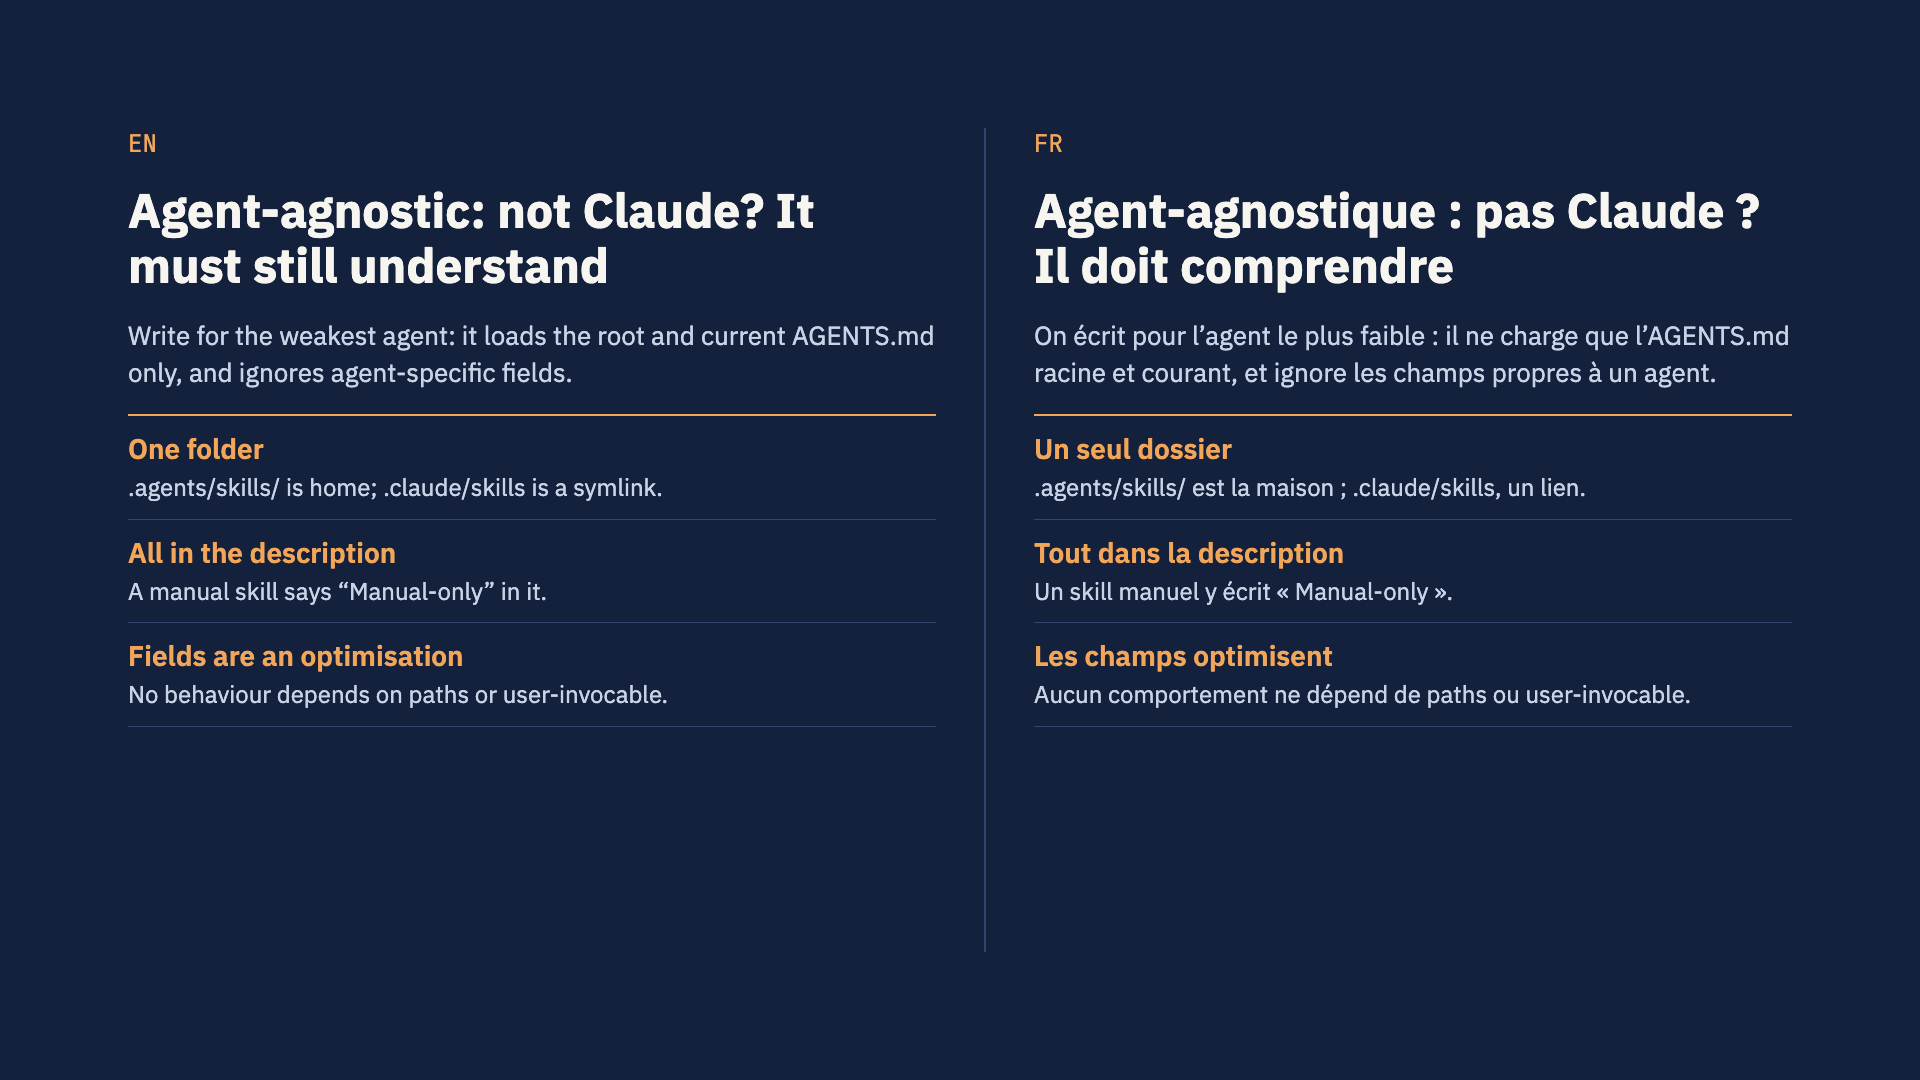 EN
Agent-agnostic: not Claude? It
must still understand
Write for the weakest agent: it loads the root and current AGENTS.md
only, and ignores agent-specific fields.
One folder
.agents/skills/ is home; .claude/skills is a symlink.
All in the description
A manual skill says “Manual-only” in it.
Fields are an optimisation
No behaviour depends on paths or user-invocable.
FR
Agent-agnostique : pas Claude ?
Il doit comprendre
On écrit pour l’agent le plus faible : il ne charge que l’AGENTS.md
racine et courant, et ignore les champs propres à un agent.
Un seul dossier
.agents/skills/ est la maison ; .claude/skills, un lien.
Tout dans la description
Un skill manuel y écrit « Manual-only ».
Les champs optimisent
Aucun comportement ne dépend de paths ou user-invocable.